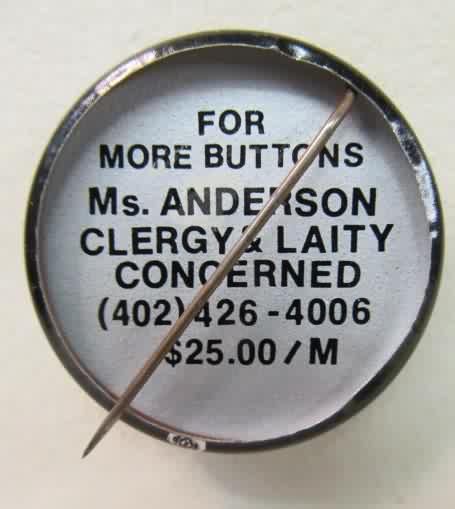 FOR
MORE BUTTONS
Ms. ANDERSON
CLERGY & LAITY
CONCERNED
(402) 426-4006
$25.00/M